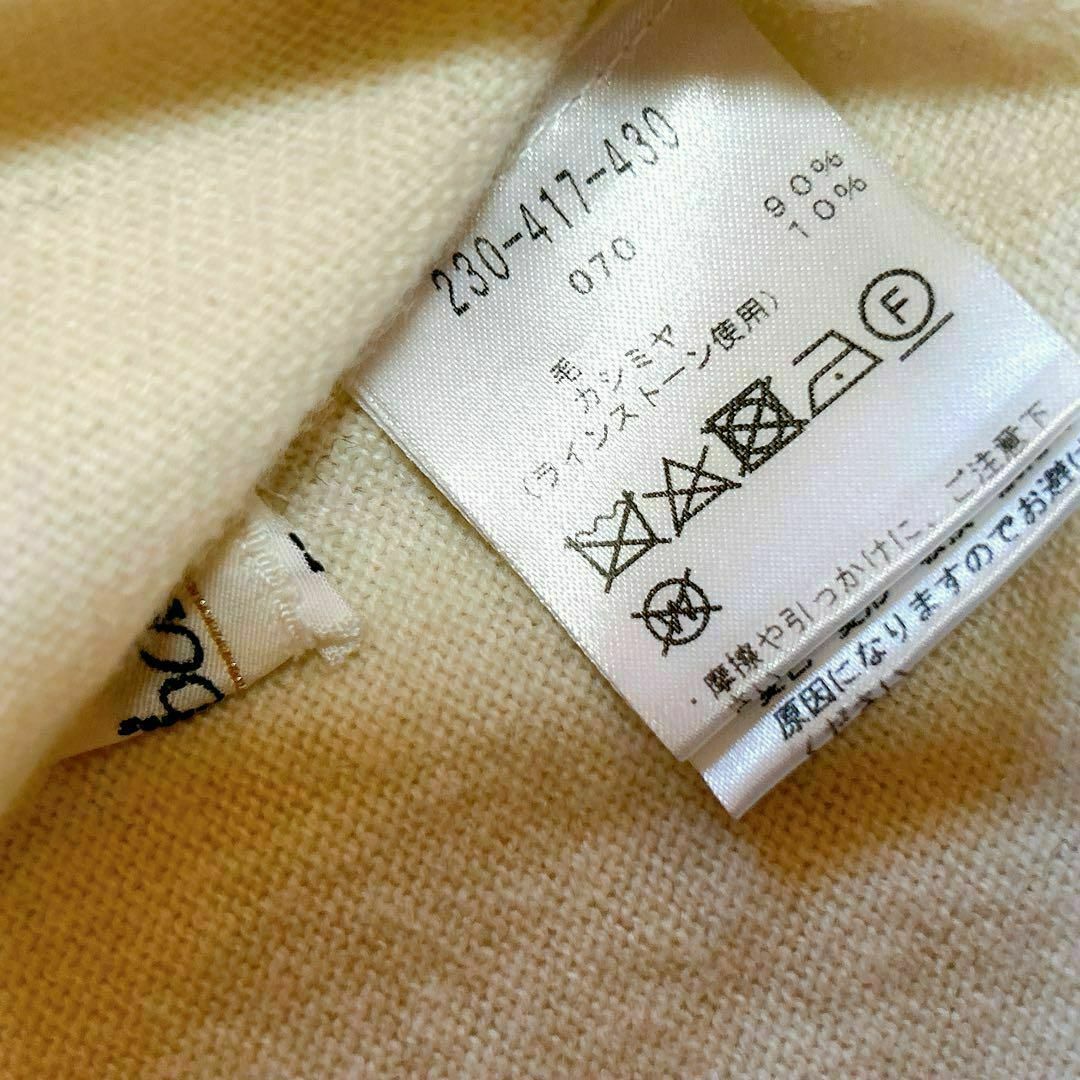 230-417-430
070
毛 90%
カシミヤ 10%
(ラインストーン使用)
F
W
・摩擦や引っかけに、ご注意下
原因になりますのでお避け